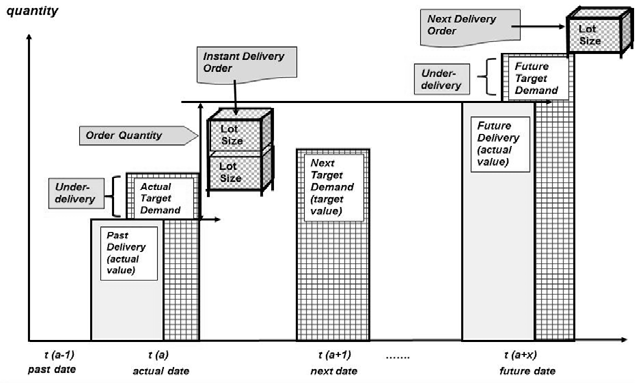 quantity
Next Delivery
Order
Lot
Size
Instant Delivery
Order
Under-
delivery
Future
Target
Demand
Order Quantity
Lot
Size
Lot
Size
Future
Delivery
(actual
value)
Under-
delivery
Actual
Target
Demand
Next
Target
Demand
(target
value)
Past
Delivery
(actual
value)
t (a-1)
past date
t (a)
actual date
t (a+1)
next date
.......
t (a+x)
future date